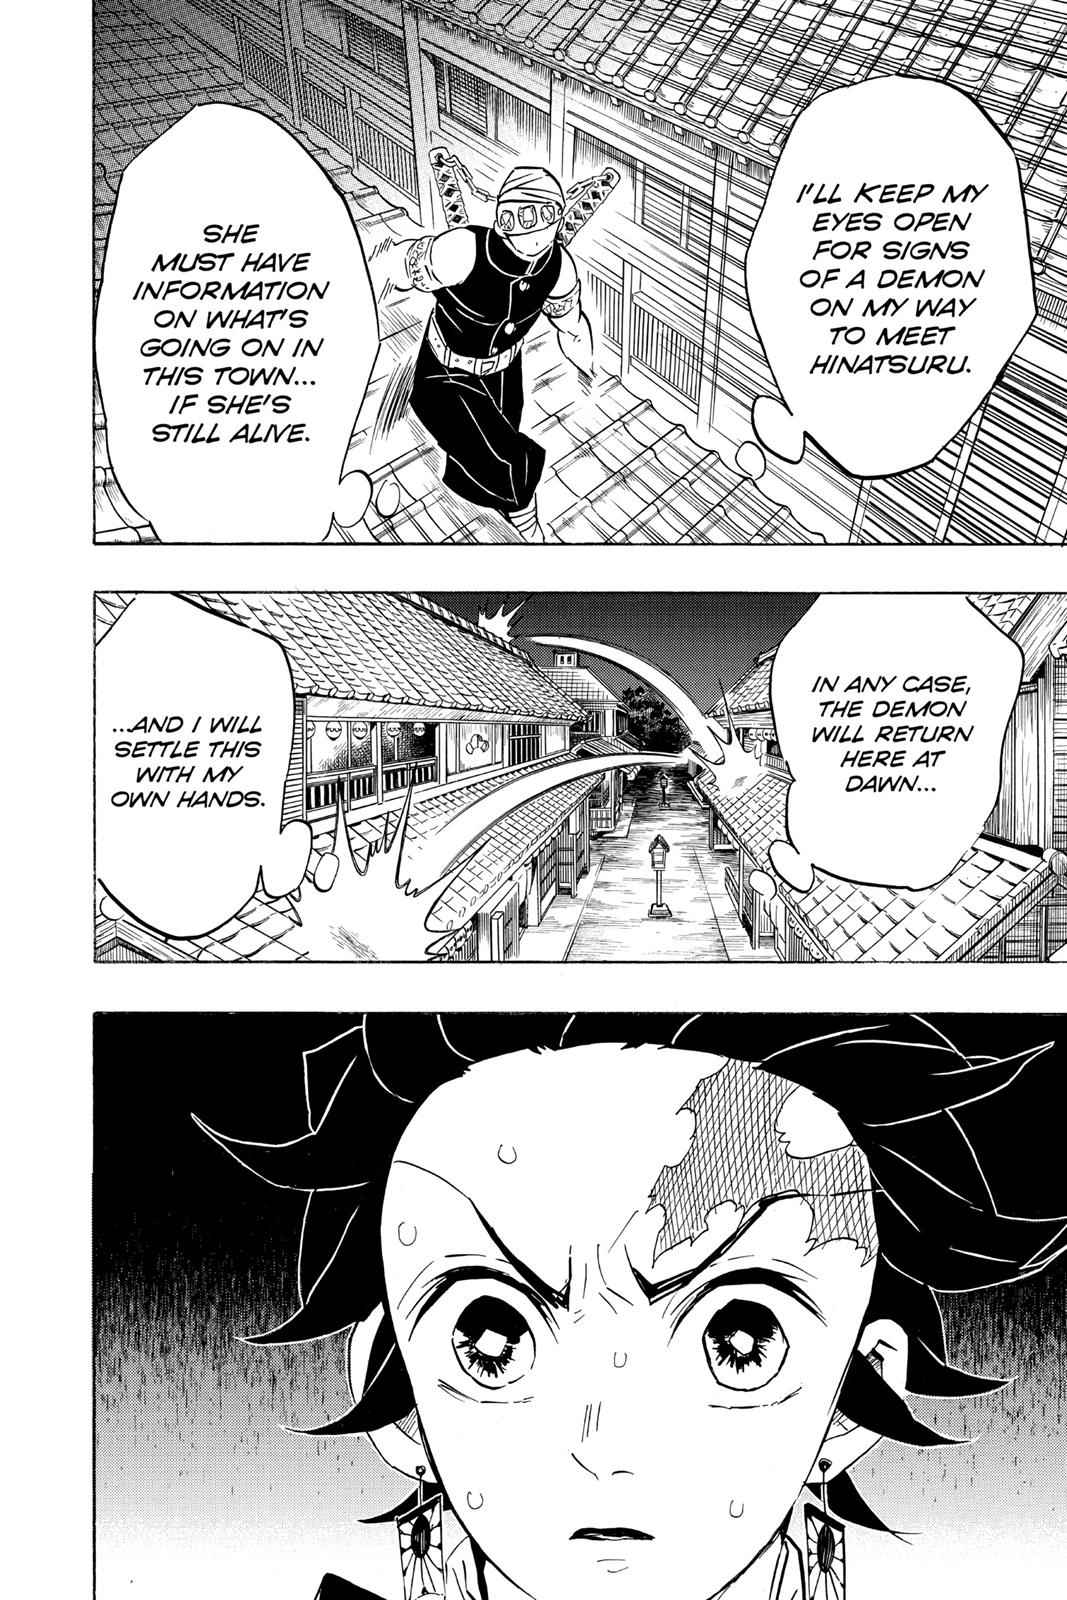 I'LL KEEP MY
EYES OPEN
FOR SIGNS
OF A DEMON
ON MY WAY
TO MEET
HINATSURU.
SHE
MUST HAVE
INFORMATION
ON WHAT'S
GOING ON IN
THIS TOWN...
IF SHE'S
STILL ALIVE.
IN ANY CASE,
THE DEMON
WILL RETURN
HERE AT
DAWN...
...AND I WILL
SETTLE THIS
WITH MY
OWN HANDS.